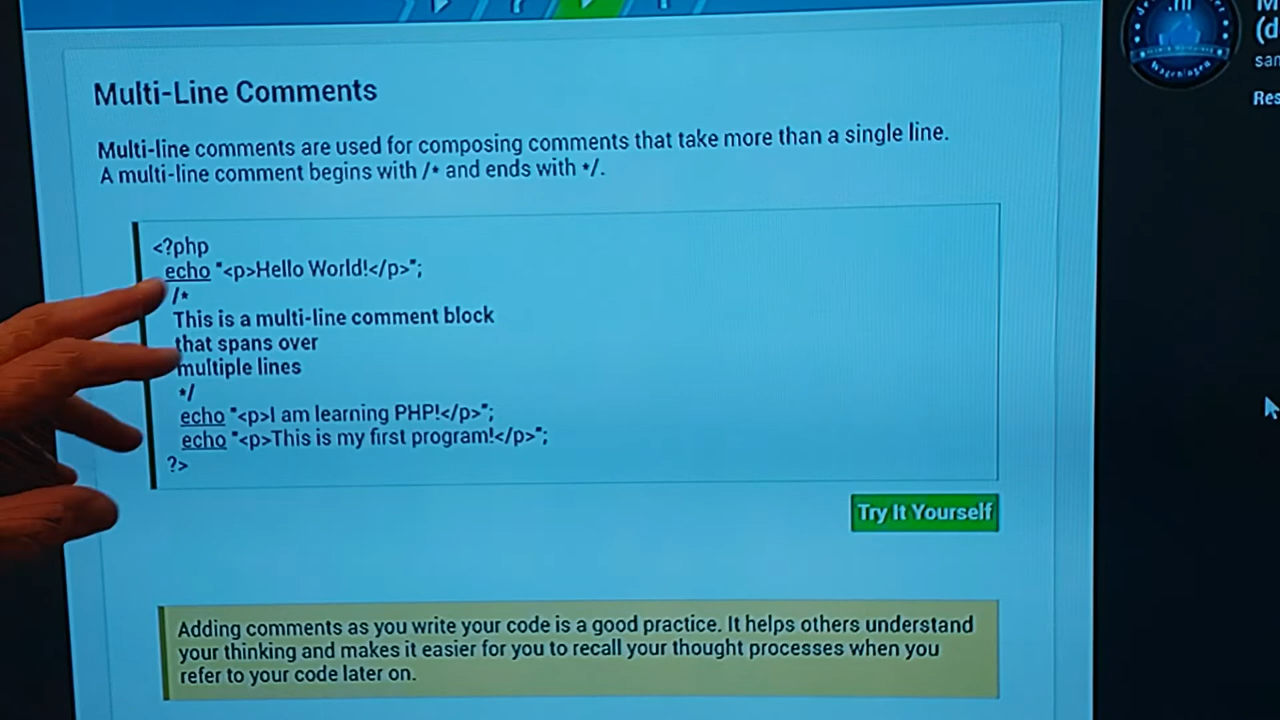 Multi-Line Comments
Multi-line comments are used for composing comments that take more than a single line.
A multi-line comment begins with /* and ends with */.
<?php
echo "<p>Hello World!</p>";
/*
This is a multi-line comment block
that spans over
multiple lines
*/
echo "<p>I am learning PHP!</p>";
echo "<p>This is my first program!</p>";
?>
Try It Yourself
Adding comments as you write your code is a good practice. It helps others understand
your thinking and makes it easier for you to recall your thought processes when you
refer to your code later on.